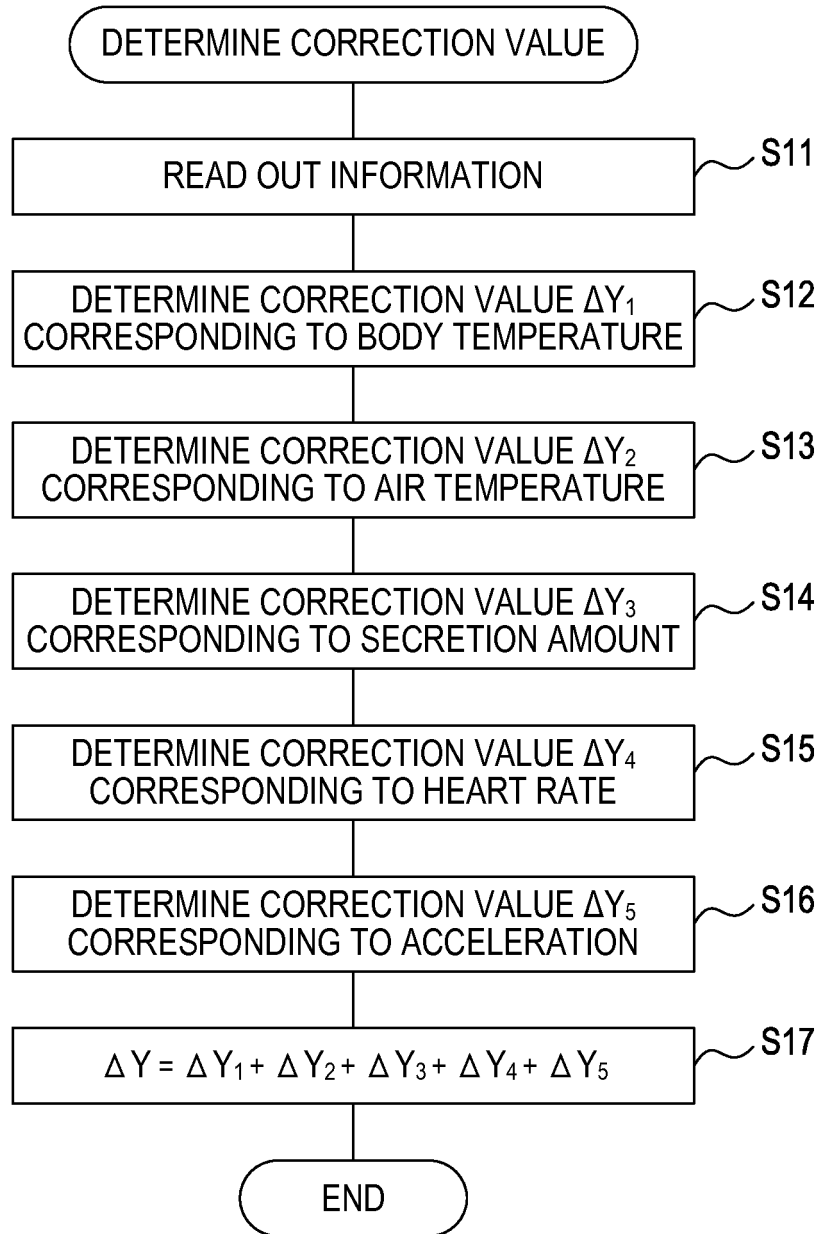 DETERMINE CORRECTION VALUE
READ OUT INFORMATION
S11
DETERMINE CORRECTION VALUE ΔY₁
CORRESPONDING TO BODY TEMPERATURE
S12
DETERMINE CORRECTION VALUE ΔY₂
CORRESPONDING TO AIR TEMPERATURE
S13
DETERMINE CORRECTION VALUE ΔY₃
CORRESPONDING TO SECRETION AMOUNT
S14
DETERMINE CORRECTION VALUE ΔY₄
CORRESPONDING TO HEART RATE
S15
DETERMINE CORRECTION VALUE ΔY₅
CORRESPONDING TO ACCELERATION
S16
ΔY = ΔY₁ + ΔY₂ + ΔY₃ + ΔY₄ + ΔY₅
S17
END